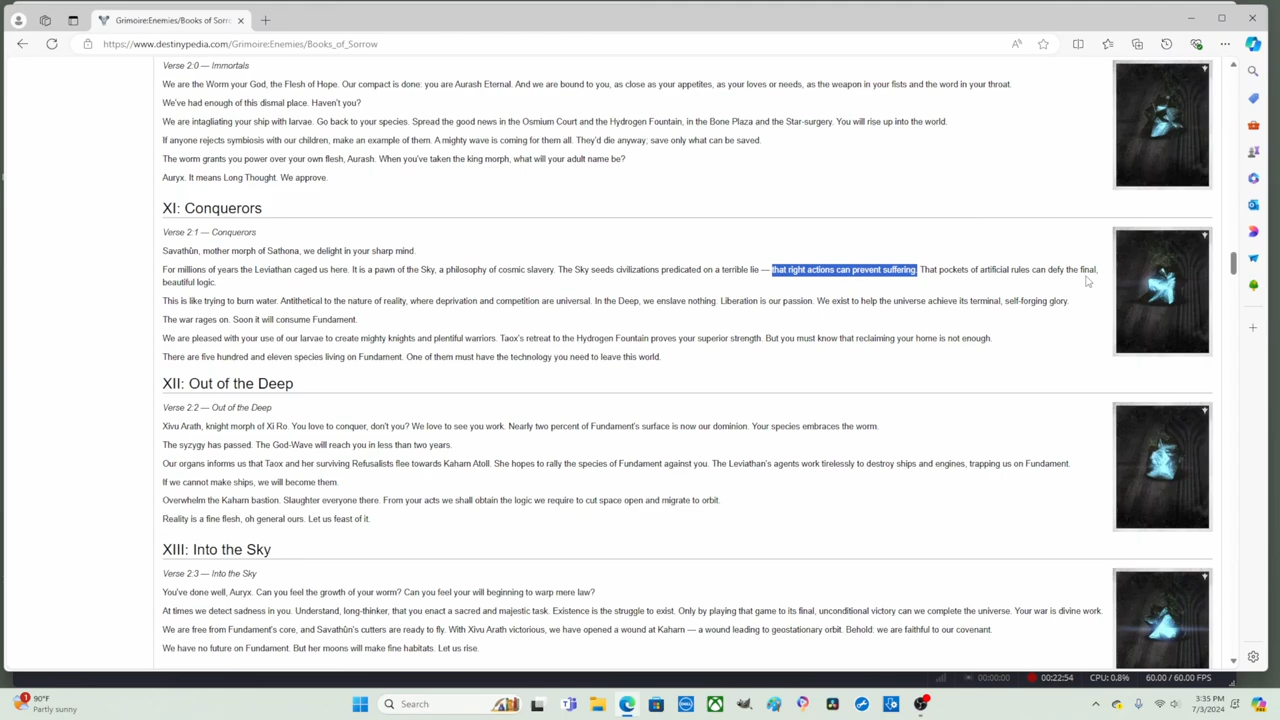 Grimoire:Enemies/Books of Sorro
https://www.destinypedia.com/Grimoire:Enemies/Books_of_Sorrow
Verse 2:0 — Immortals
We are the Worm your God, the Flesh of Hope. Our compact is done: you are Aurash Eternal. And we are bound to you, as close as your appetites, as your loves or needs, as the weapon in your fists and the word in your throat.
We've had enough of this dismal place. Haven't you?
We are intagliating your ship with larvae. Go back to your species. Spread the good news in the Osmium Court and the Hydrogen Fountain, in the Bone Plaza and the Star-surgery. You will rise up into the world.
If anyone rejects symbiosis with our children, make an example of them. A mighty wave is coming for them all. They'd die anyway; save only what can be saved.
The worm grants you power over your own flesh, Aurash. When you've taken the king morph, what will your adult name be?
Auryx. It means Long Thought. We approve.
XI: Conquerors
Verse 2:1 — Conquerors
Savathûn, mother morph of Sathona, we delight in your sharp mind.
For millions of years the Leviathan caged us here. It is a pawn of the Sky, a philosophy of cosmic slavery. The Sky seeds civilizations predicated on a terrible lie — that right actions can prevent suffering. That pockets of artificial rules can defy the final,
beautiful logic.
This is like trying to burn water. Antithetical to the nature of reality, where deprivation and competition are universal. In the Deep, we enslave nothing. Liberation is our passion. We exist to help the universe achieve its terminal, self-forging glory.
The war rages on. Soon it will consume Fundament.
We are pleased with your use of our larvae to create mighty knights and plentiful warriors. Taox's retreat to the Hydrogen Fountain proves your superior strength. But you must know that reclaiming your home is not enough.
There are five hundred and eleven species living on Fundament. One of them must have the technology you need to leave this world.
XII: Out of the Deep
Verse 2:2 — Out of the Deep
Xivu Arath, knight morph of Xi Ro. You love to conquer, don't you? We love to see you work. Nearly two percent of Fundament's surface is now our dominion. Your species embraces the worm.
The syzygy has passed. The God-Wave will reach you in less than two years.
Our organs informs us that Taox and her surviving Refusalists flee towards Kaharn Atoll. She hopes to rally the species of Fundament against you. The Leviathan's agents work tirelessly to destroy ships and engines, trapping us on Fundament.
If we cannot make ships, we will become them.
Overwhelm the Kaharn bastion. Slaughter everyone there. From your acts we shall obtain the logic we require to cut space open and migrate to orbit.
Reality is a fine flesh, oh general ours. Let us feast of it.
XIII: Into the Sky
Verse 2:3 — Into the Sky
You've done well, Auryx. Can you feel the growth of your worm? Can you feel your will beginning to warp mere law?
At times we detect sadness in you. Understand, long-thinker, that you enact a sacred and majestic task. Existence is the struggle to exist. Only by playing that game to its final, unconditional victory can we complete the universe. Your war is divine work.
We are free from Fundament's core, and Savathûn's cutters are ready to fly. With Xivu Arath victorious, we have opened a wound at Kaharn — a wound leading to geostationary orbit. Behold: we are faithful to our covenant.
We have no future on Fundament. But her moons will make fine habitats. Let us rise.
00:00:00 00:22:54 CPU: 0.8% 60.00 / 60.00 FPS
1
90°F
Partly sunny
Search
3:35 PM
7/3/2024